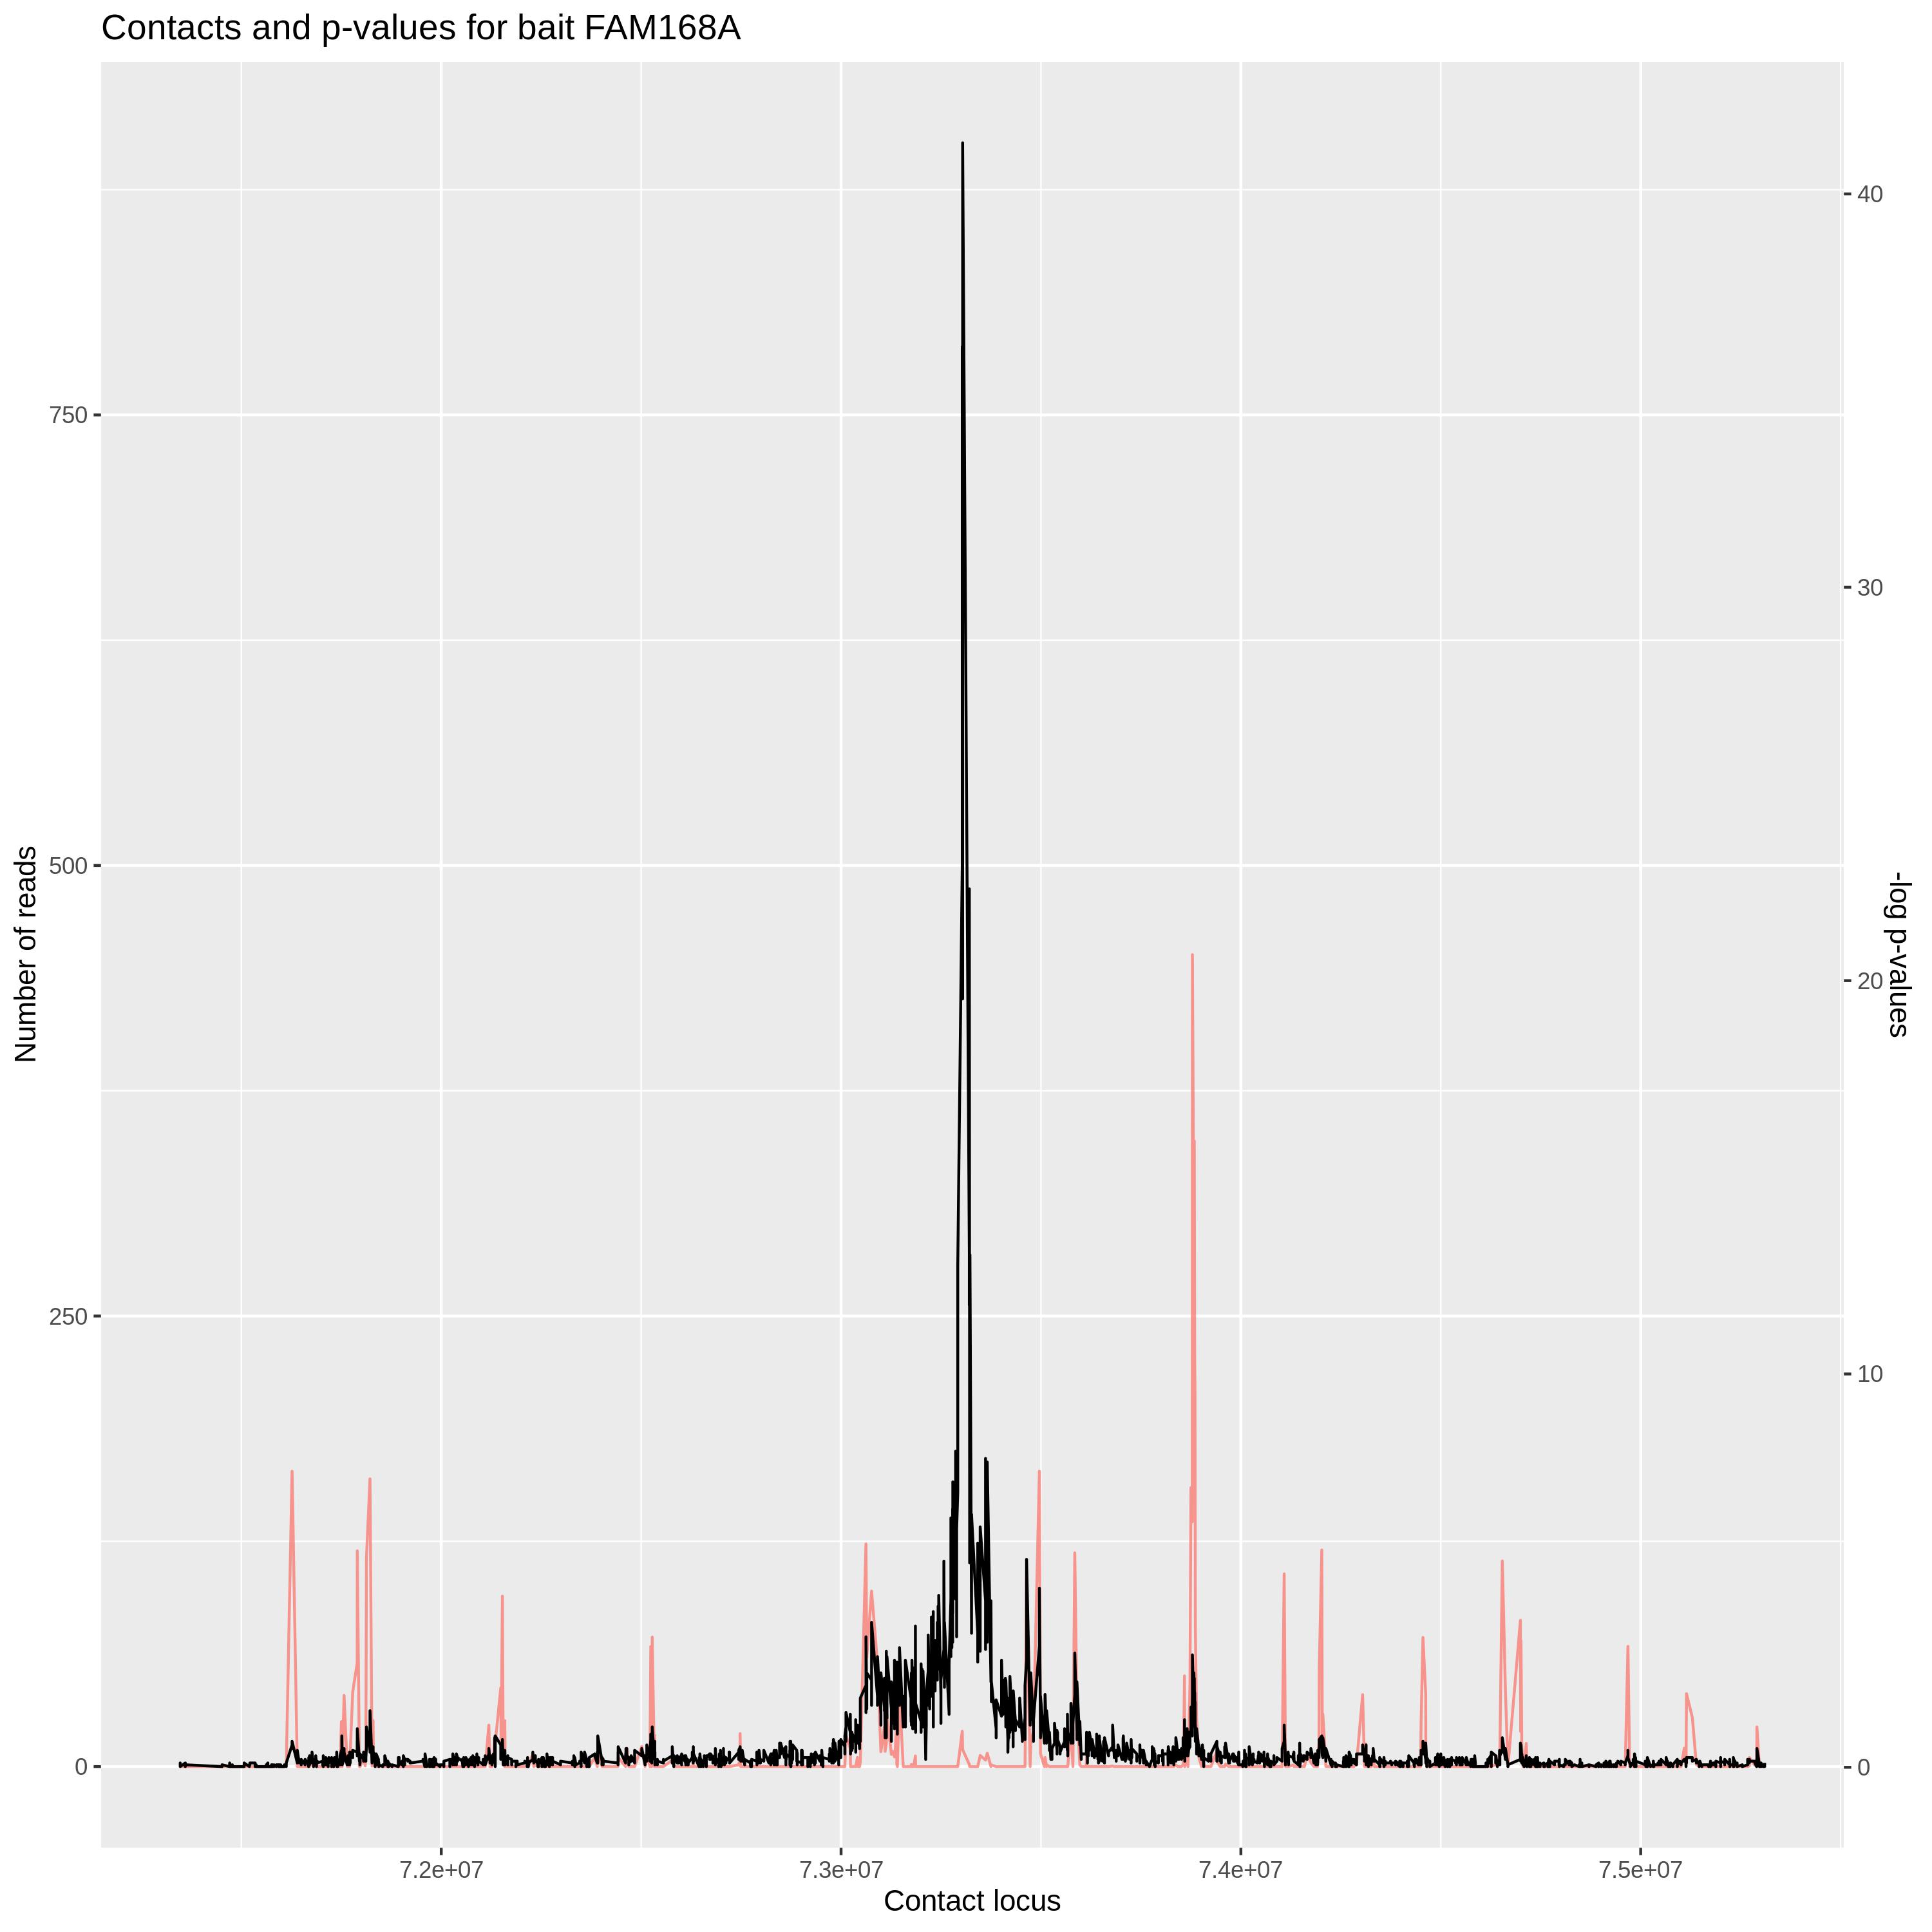 Contacts and p-values for bait FAM168A
40
750
30
500
Number of reads
-log p-values
20
250
10
0
0
7.2e+07
7.3e+07
7.4e+07
7.5e+07
Contact locus